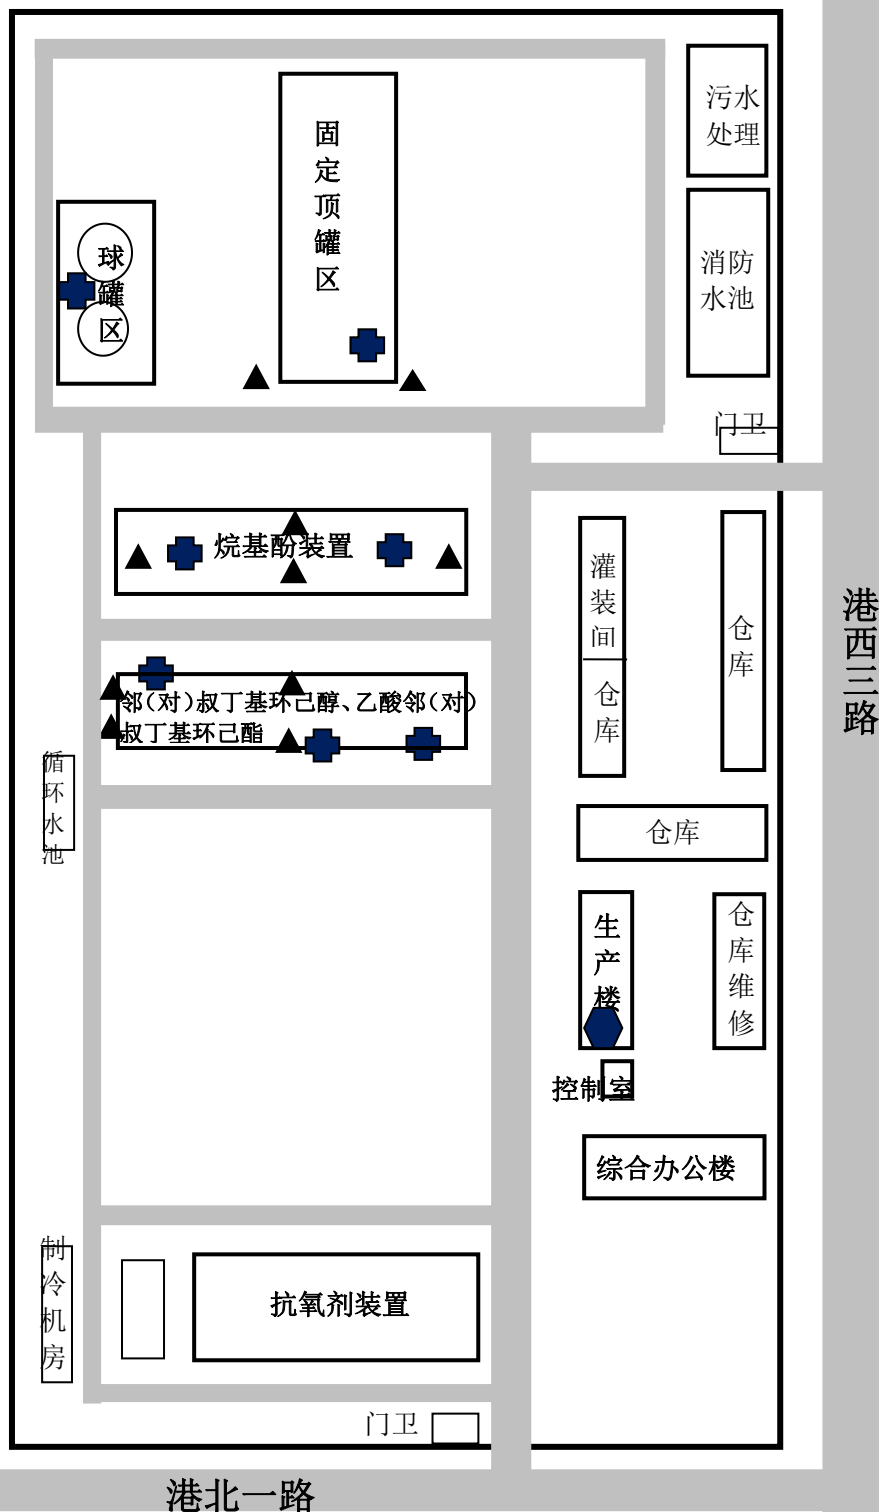 污水
处理
固定顶罐区
球罐区
消防
水池
门卫
烷基酚装置
灌装间
仓库
仓库
港西三路
邻（对）叔丁基环己醇、乙酸邻（对）
叔丁基环己酯
循环水池
仓库
生产楼
仓库维修
控制室
综合办公楼
制冷机房
抗氧剂装置
门卫
港北一路